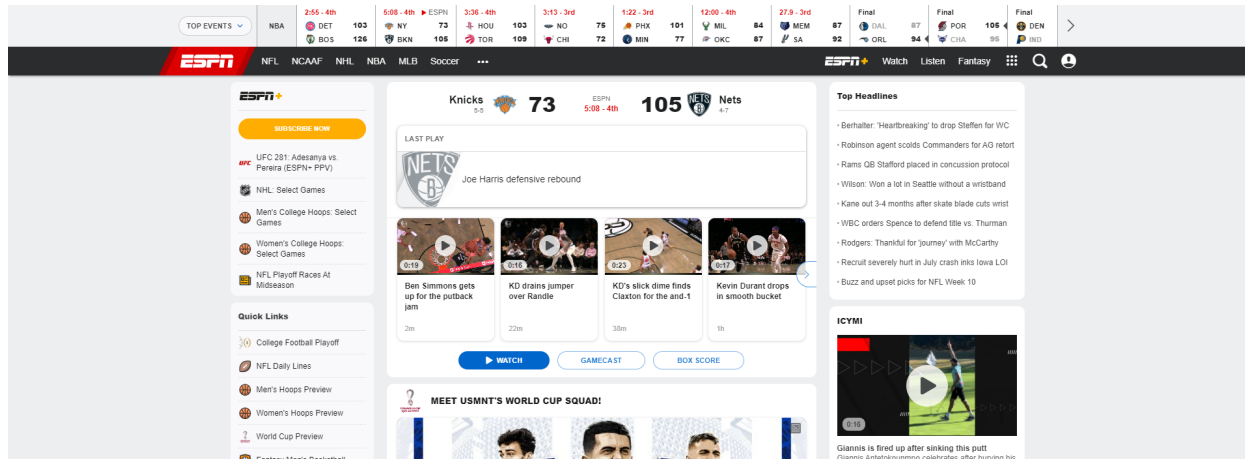 TOP EVENTS
NBA
2:55 - 4th
DET 103
BOS 126
5:08 - 4th ▶ ESPN
NY 73
BKN 105
3:36 - 4th
HOU 103
TOR 109
3:13 - 3rd
NO 75
CHI 72
1:22 - 3rd
PHX 101
MIN 77
12:00 - 4th
MIL 84
OKC 87
27.9 - 3rd
MEM 87
SA 92
Final
DAL 87
ORL 94
Final
POR 105
CHA 95
Final
DEN
IND
ESPN NFL NCAAF NHL NBA MLB Soccer •••
ESPN+ Watch Listen Fantasy
ESPN+
SUBSCRIBE NOW
UFC
UFC 281: Adesanya vs.
Pereira (ESPN+ PPV)
NHL: Select Games
Men's College Hoops: Select
Games
Women's College Hoops:
Select Games
NFL Playoff Races At
Midseason
Quick Links
College Football Playoff
NFL Daily Lines
Men's Hoops Preview
Women's Hoops Preview
World Cup Preview
Fantasy Men's Basketball
Knicks 73 ESPN 105 Nets
5-5 5:08 - 4th 4-7
LAST PLAY
NETS
B
Joe Harris defensive rebound
0:19
Ben Simmons gets
up for the putback
jam
2m
0:16
KD drains jumper
over Randle
22m
0:23
KD's slick dime finds
Claxton for the and-1
38m
0:17
Kevin Durant drops
in smooth bucket
1h
WATCH
GAMECAST
BOX SCORE
MEET USMNT'S WORLD CUP SQUAD!
Top Headlines
Berhalter: 'Heartbreaking' to drop Steffen for WC
Robinson agent scolds Commanders for AG retort
Rams QB Stafford placed in concussion protocol
Wilson: Won a lot in Seattle without a wristband
Kane out 3-4 months after skate blade cuts wrist
WBC orders Spence to defend title vs. Thurman
Rodgers: Thankful for 'journey' with McCarthy
Recruit severely hurt in July crash inks Iowa LOI
Buzz and upset picks for NFL Week 10
ICYMI
0:16
Giannis is fired up after sinking this putt
Giannis Antetokounmpo celebrates after burying his